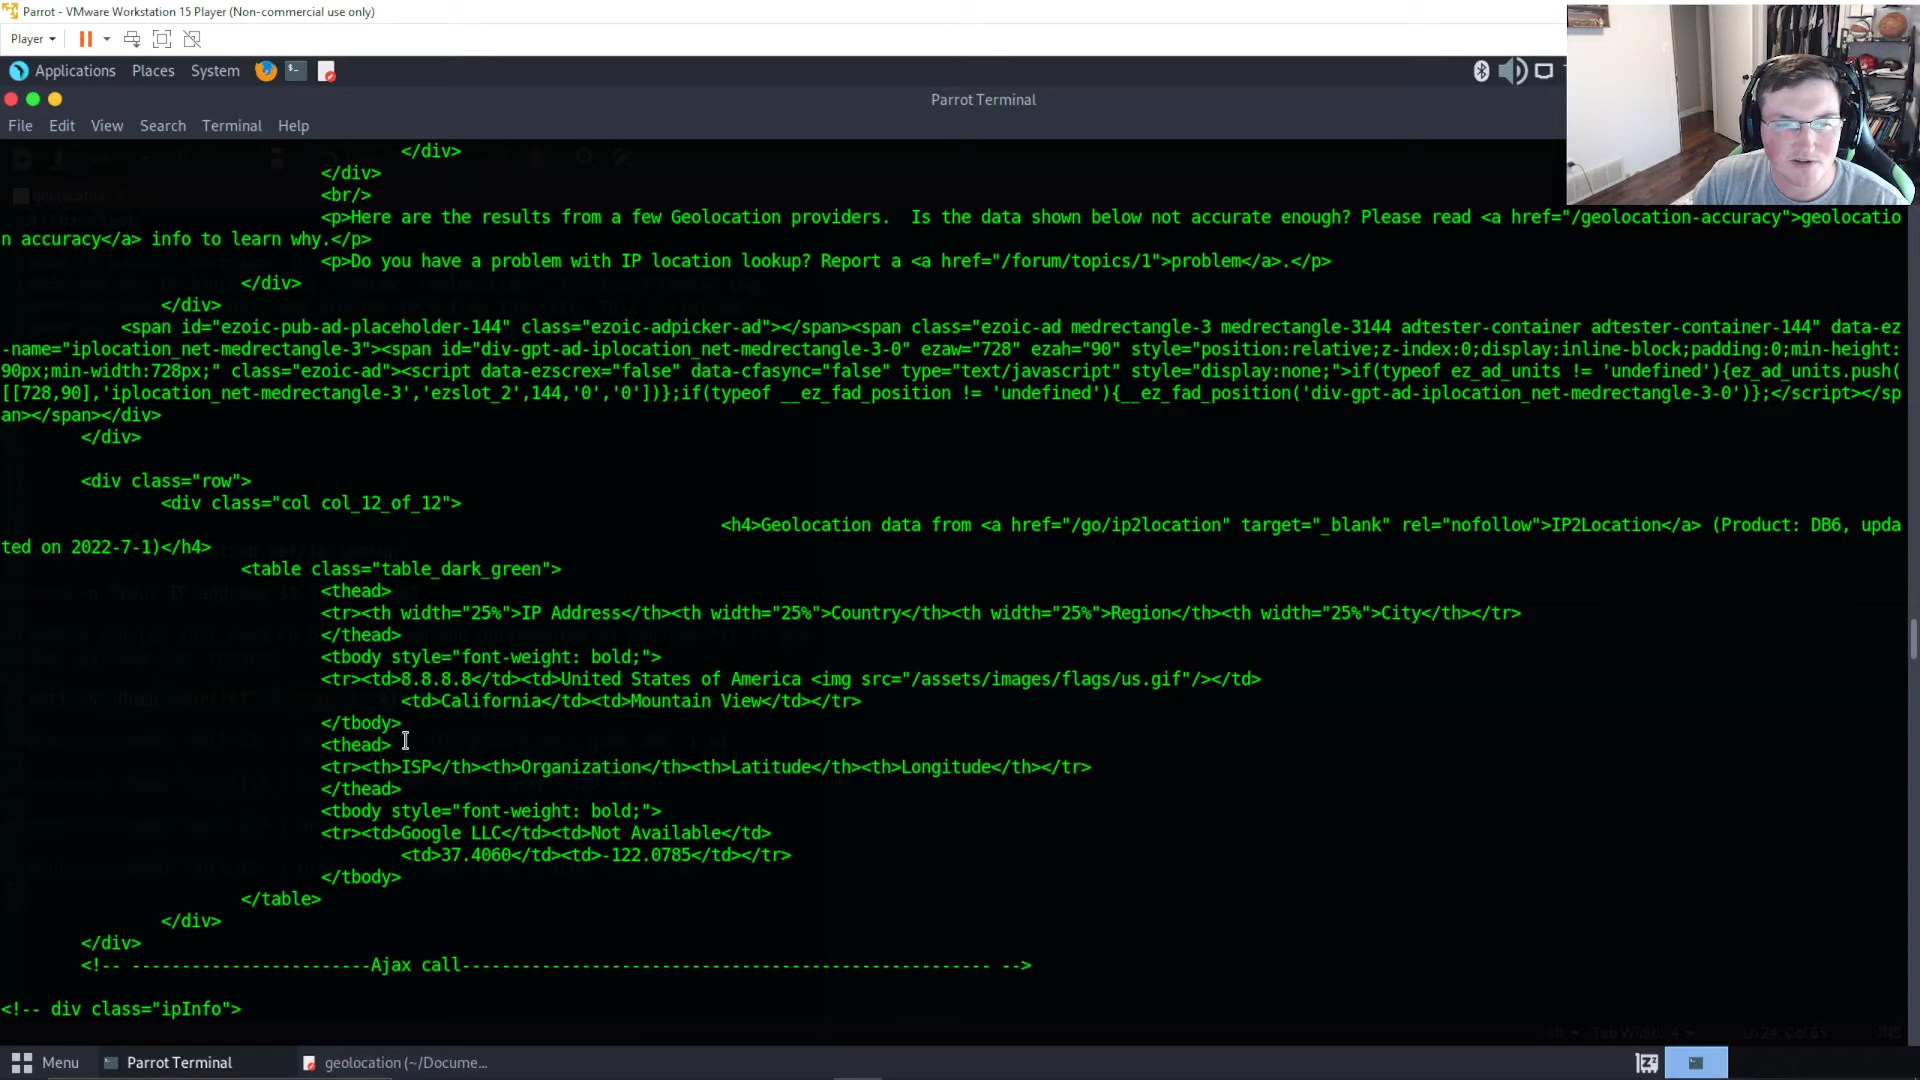 Parrot - VMware Workstation 15 Player (Non-commercial use only)
Player
Applications Places System
Parrot Terminal
File Edit View Search Terminal Help
</div>
</div>
<br/>
<p>Here are the results from a few Geolocation providers.  Is the data shown below not accurate enough? Please read <a href="/geolocation-accuracy">geolocatio
n accuracy</a> info to learn why.</p>
<p>Do you have a problem with IP location lookup? Report a <a href="/forum/topics/1">problem</a>.</p>
</div>
</div>
<span id="ezoic-pub-ad-placeholder-144" class="ezoic-adpicker-ad"></span><span class="ezoic-ad medrectangle-3 medrectangle-3144 adtester-container adtester-container-144" data-ez
-name="iplocation_net-medrectangle-3"><span id="div-gpt-ad-iplocation_net-medrectangle-3-0" ezaw="728" ezah="90" style="position:relative;z-index:0;display:inline-block;padding:0;min-height:
90px;min-width:728px;" class="ezoic-ad"><script data-ezscrex="false" data-cfasync="false" type="text/javascript" style="display:none;">if(typeof ez_ad_units != 'undefined'){ez_ad_units.push(
[[728,90],'iplocation_net-medrectangle-3','ezslot_2',144,'0','0'])};if(typeof __ez_fad_position != 'undefined'){__ez_fad_position('div-gpt-ad-iplocation_net-medrectangle-3-0')};</script></sp
an></span></div>
</div>
<div class="row">
<div class="col col_12_of_12">
<h4>Geolocation data from <a href="/go/ip2location" target="_blank" rel="nofollow">IP2Location</a> (Product: DB6, upda
ted on 2022-7-1)</h4>
<table class="table_dark_green">
<thead>
<tr><th width="25%">IP Address</th><th width="25%">Country</th><th width="25%">Region</th><th width="25%">City</th></tr>
</thead>
<tbody style="font-weight: bold;">
<tr><td>8.8.8.8</td><td>United States of America <img src="/assets/images/flags/us.gif"/></td>
<td>California</td><td>Mountain View</td></tr>
</tbody>
<thead>
<tr><th>ISP</th><th>Organization</th><th>Latitude</th><th>Longitude</th></tr>
</thead>
<tbody style="font-weight: bold;">
<tr><td>Google LLC</td><td>Not Available</td>
<td>37.4060</td><td>-122.0785</td></tr>
</tbody>
</table>
</div>
</div>
<!-- ------------------------Ajax call----------------------------------------------------- -->
<!-- div class="ipInfo">
Menu Parrot Terminal geolocation (~/Docume...